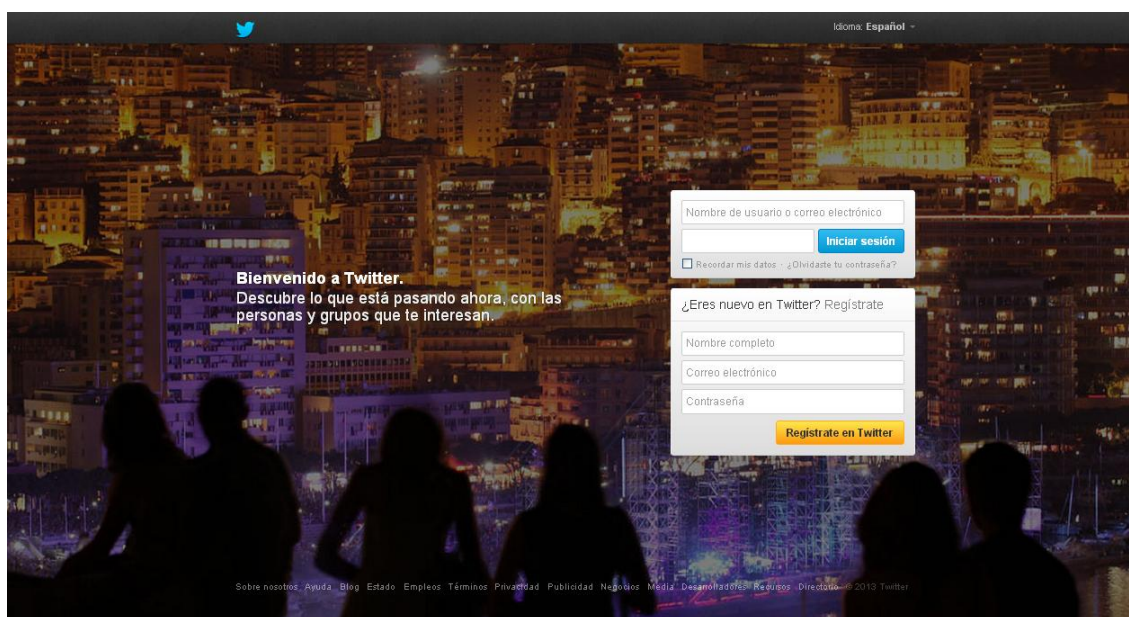 Idioma: Español
Nombre de usuario o correo electrónico
Iniciar sesión
Recordar mis datos · ¿Olvidaste tu contraseña?
Bienvenido a Twitter.
Descubre lo que está pasando ahora, con las
personas y grupos que te interesan.
¿Eres nuevo en Twitter? Regístrate
Nombre completo
Correo electrónico
Contraseña
Regístrate en Twitter
Sobre nosotros Ayuda Blog Estado Empleos Términos Privacidad Publicidad Negocios Media Desarrolladores Recursos Directorio © 2013 Twitter